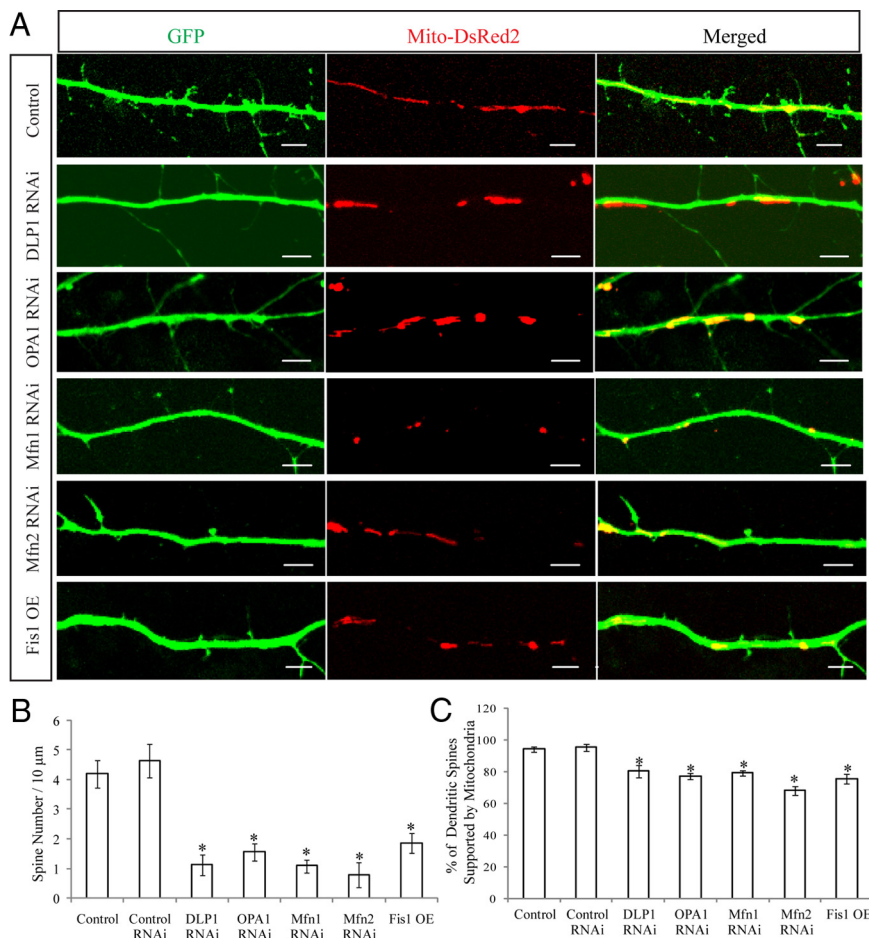 A
GFP
Mito-DsRed2
Merged
Control
DLP1 RNAi
OPA1 RNAi
Mfn1 RNAi
Mfn2 RNAi
Fis1 OE
B
Spine Number / 10 µm
6
5
4
3
2
1
0
*
*
*
*
*
Control
Control RNAi
DLP1 RNAi
OPA1 RNAi
Mfn1 RNAi
Mfn2 RNAi
Fis1 OE
C
% of Dendritic Spines
Supported by Mitochondria
120
100
80
60
40
20
0
*
*
*
*
*
Control
Control RNAi
DLP1 RNAi
OPA1 RNAi
Mfn1 RNAi
Mfn2 RNAi
Fis1 OE